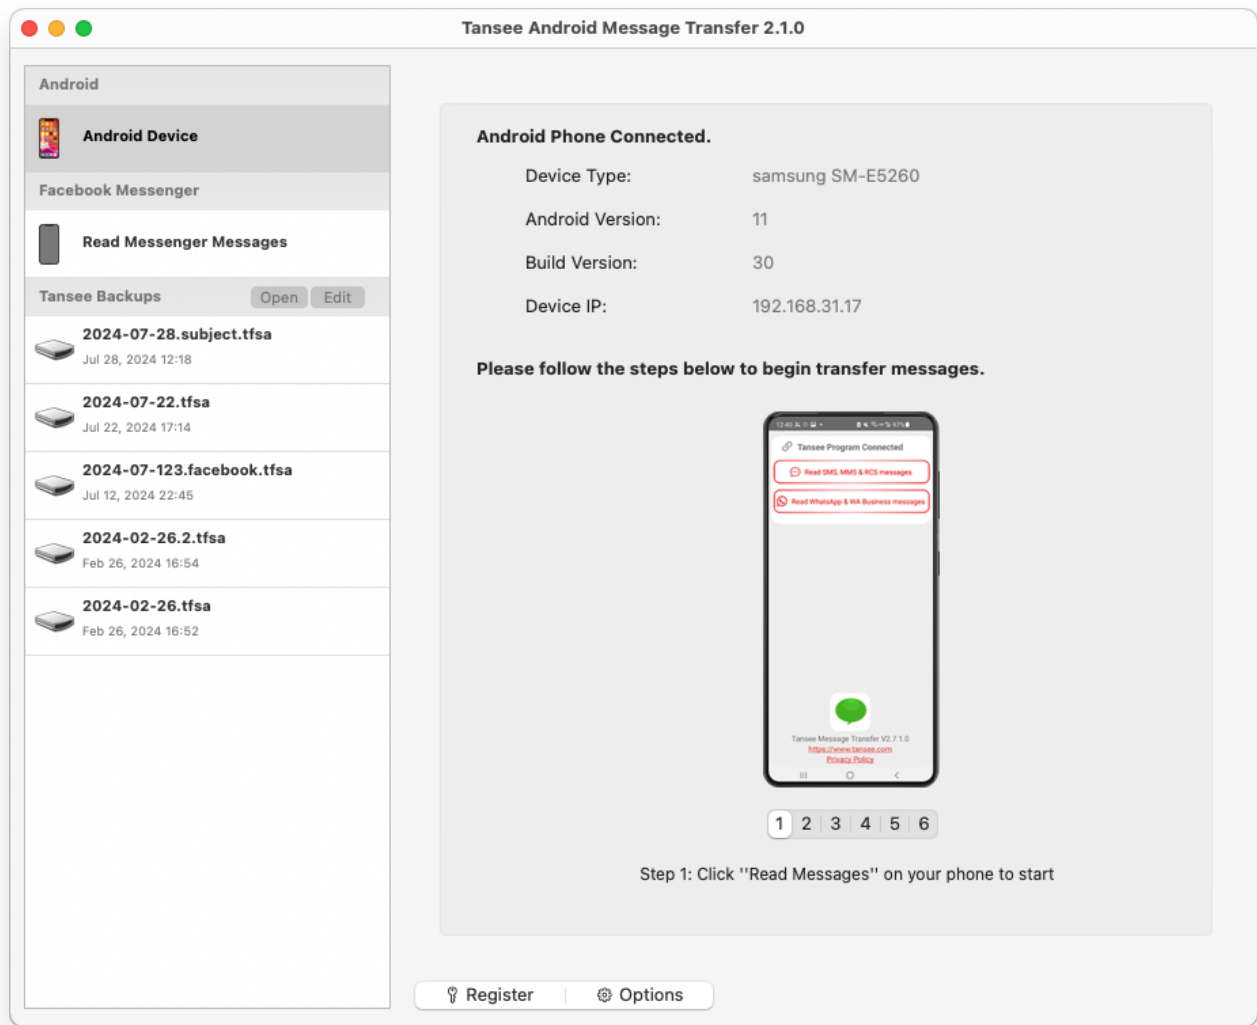 Tansee Android Message Transfer 2.1.0
Android
Android Device
Facebook Messenger
Read Messenger Messages
Tansee Backups Open Edit
2024-07-28.subject.tfsa
Jul 28, 2024 12:18
2024-07-22.tfsa
Jul 22, 2024 17:14
2024-07-123.facebook.tfsa
Jul 12, 2024 22:45
2024-02-26.2.tfsa
Feb 26, 2024 16:54
2024-02-26.tfsa
Feb 26, 2024 16:52
Android Phone Connected.
Device Type: samsung SM-E5260
Android Version: 11
Build Version: 30
Device IP: 192.168.31.17
Please follow the steps below to begin transfer messages.
12:40 97%
Tansee Program Connected
Read SMS, MMS & RCS messages
Read WhatsApp & WA Business messages
Tansee Message Transfer V2.7.1.0
https://www.tansee.com
Privacy Policy
1 2 3 4 5 6
Step 1: Click ''Read Messages'' on your phone to start
Register Options